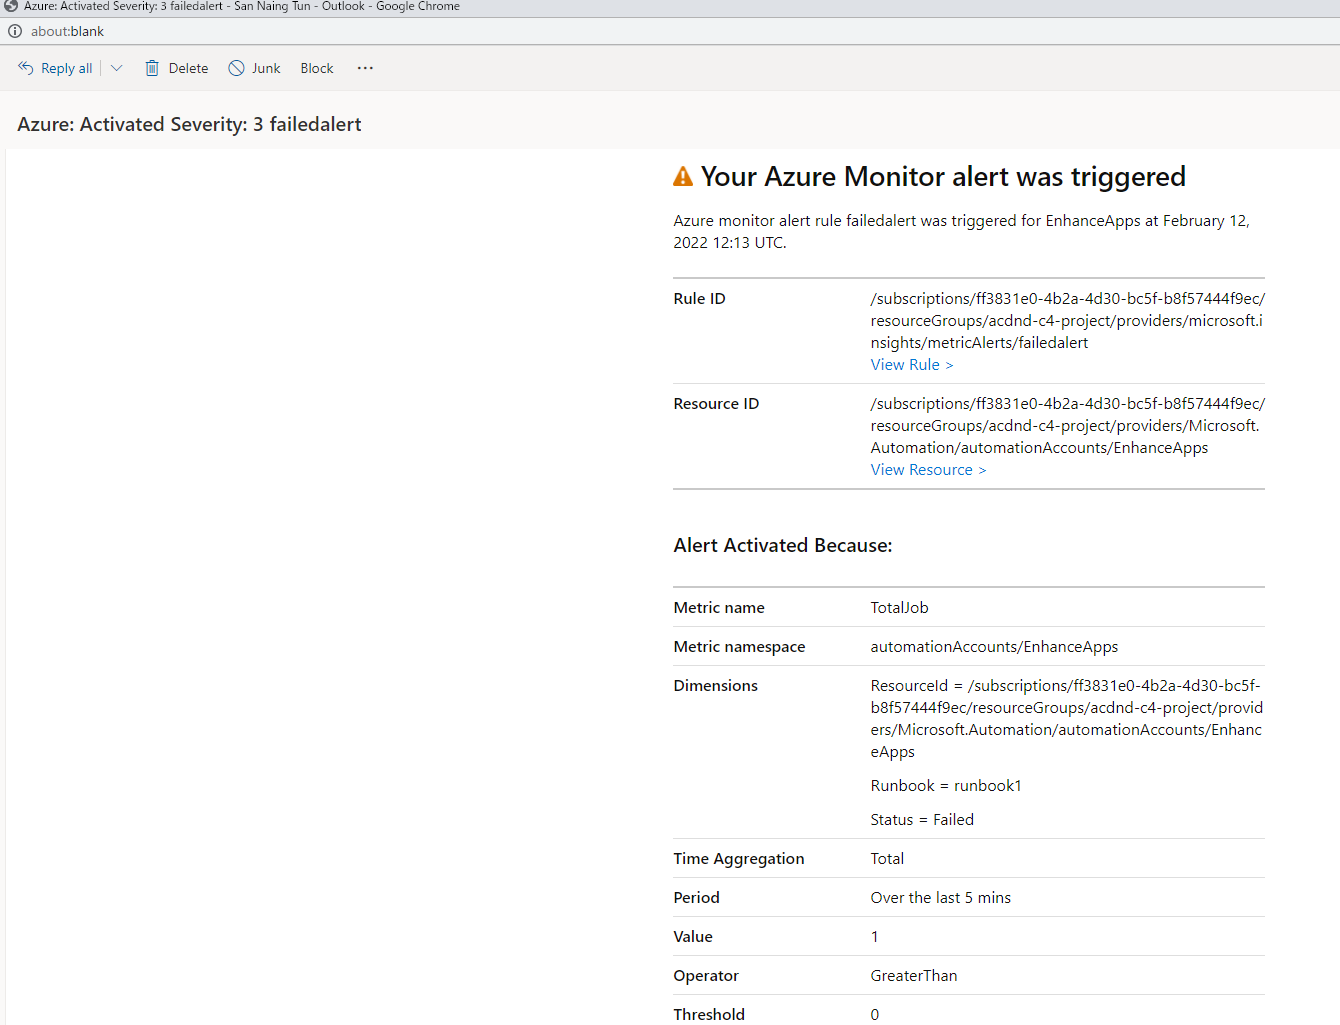 Azure: Activated Severity: 3 failedalert - San Naing Tun - Outlook - Google Chrome
about:blank
Reply all Delete Junk Block ...
Azure: Activated Severity: 3 failedalert
Your Azure Monitor alert was triggered
Azure monitor alert rule failedalert was triggered for EnhanceApps at February 12,
2022 12:13 UTC.
Rule ID /subscriptions/ff3831e0-4b2a-4d30-bc5f-b8f57444f9ec/
resourceGroups/acdnd-c4-project/providers/microsoft.i
nsights/metricAlerts/failedalert
View Rule >
Resource ID /subscriptions/ff3831e0-4b2a-4d30-bc5f-b8f57444f9ec/
resourceGroups/acdnd-c4-project/providers/Microsoft.
Automation/automationAccounts/EnhanceApps
View Resource >
Alert Activated Because:
Metric name TotalJob
Metric namespace automationAccounts/EnhanceApps
Dimensions ResourceId = /subscriptions/ff3831e0-4b2a-4d30-bc5f-
b8f57444f9ec/resourceGroups/acdnd-c4-project/provid
ers/Microsoft.Automation/automationAccounts/Enhanc
eApps
Runbook = runbook1
Status = Failed
Time Aggregation Total
Period Over the last 5 mins
Value 1
Operator GreaterThan
Threshold 0